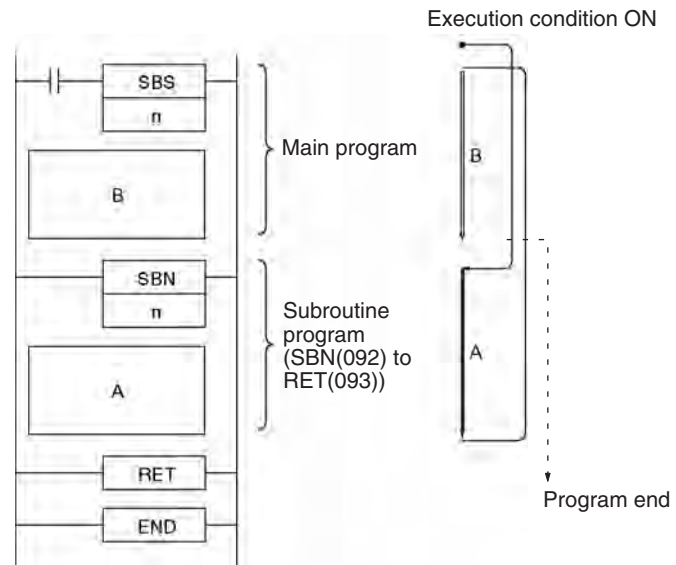 Execution condition ON
SBS
n
Main program
B
B
SBN
n
Subroutine
program
(SBN(092) to
RET(093))
A
A
RET
Program end
END